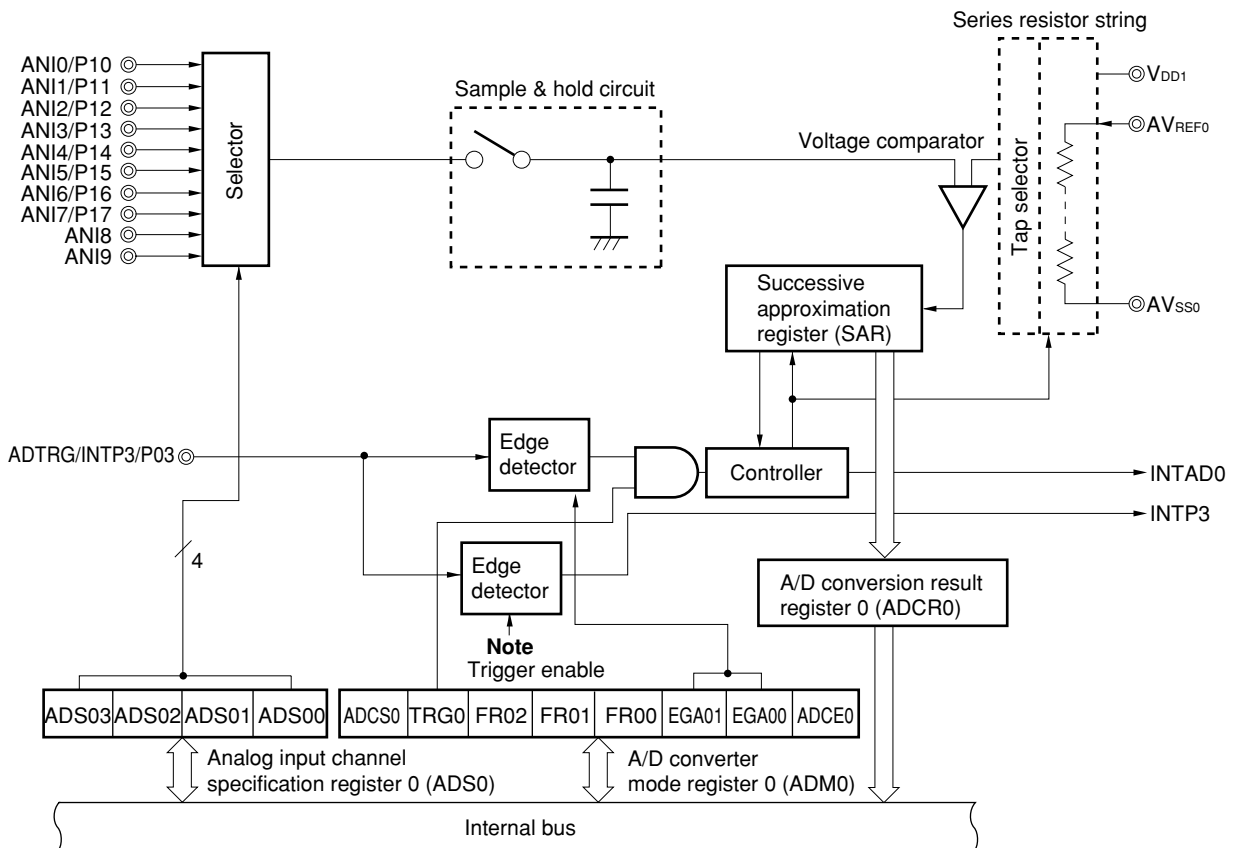 Series resistor string
ANI0/P10
ANI1/P11
ANI2/P12
ANI3/P13
ANI4/P14
ANI5/P15
ANI6/P16
ANI7/P17
ANI8
ANI9
Selector
Sample & hold circuit
Voltage comparator
Tap selector
VDD1
AVREF0
AVSS0
Successive
approximation
register (SAR)
ADTRG/INTP3/P03
Edge
detector
Controller
INTAD0
INTP3
4
Edge
detector
A/D conversion result
register 0 (ADCR0)
Note
Trigger enable
ADS03 ADS02 ADS01 ADS00
ADCS0 TRG0 FR02 FR01 FR00 EGA01 EGA00 ADCE0
Analog input channel
specification register 0 (ADS0)
A/D converter
mode register 0 (ADM0)
Internal bus